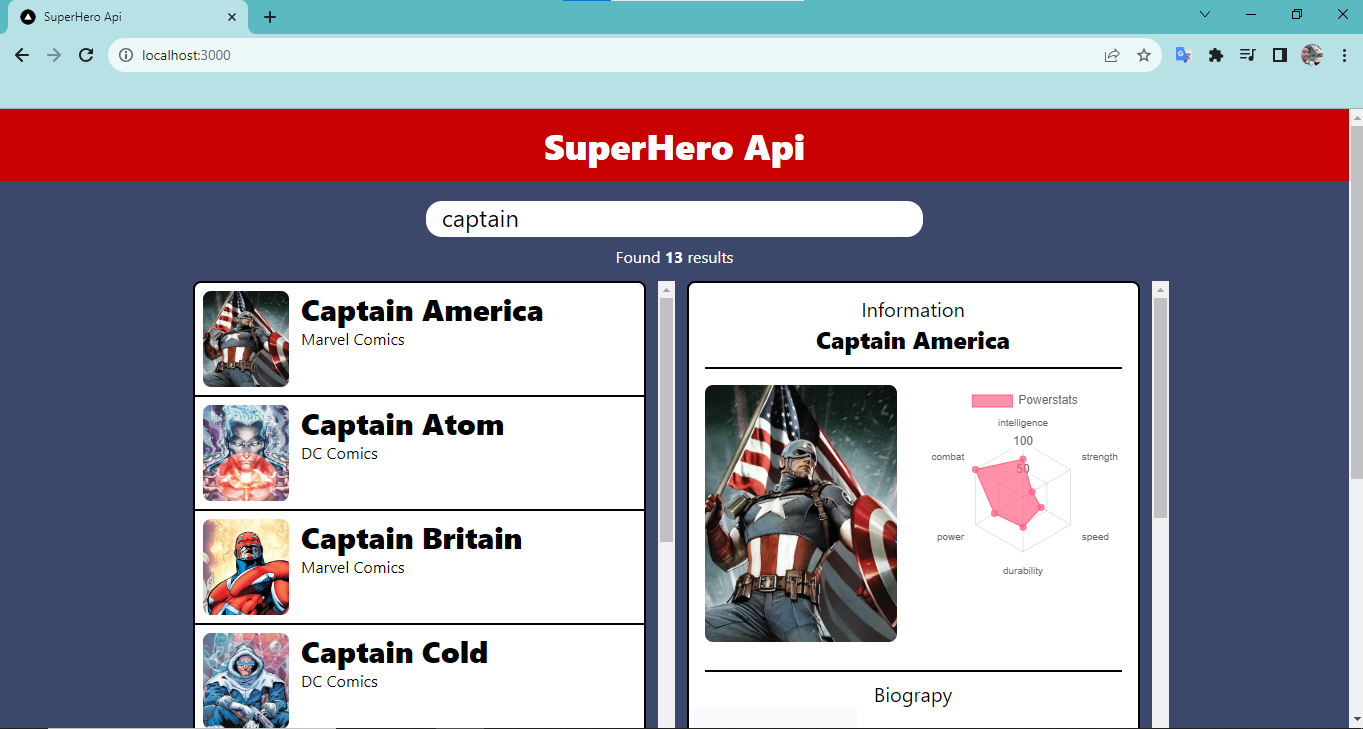 SuperHero Api
localhost:3000
SuperHero Api
captain
Found 13 results
Captain America
Marvel Comics
Captain Atom
DC Comics
Captain Britain
Marvel Comics
Captain Cold
DC Comics
Information
Captain America
Powerstats
intelligence
100
combat
strength
50
power
speed
durability
Biograpy